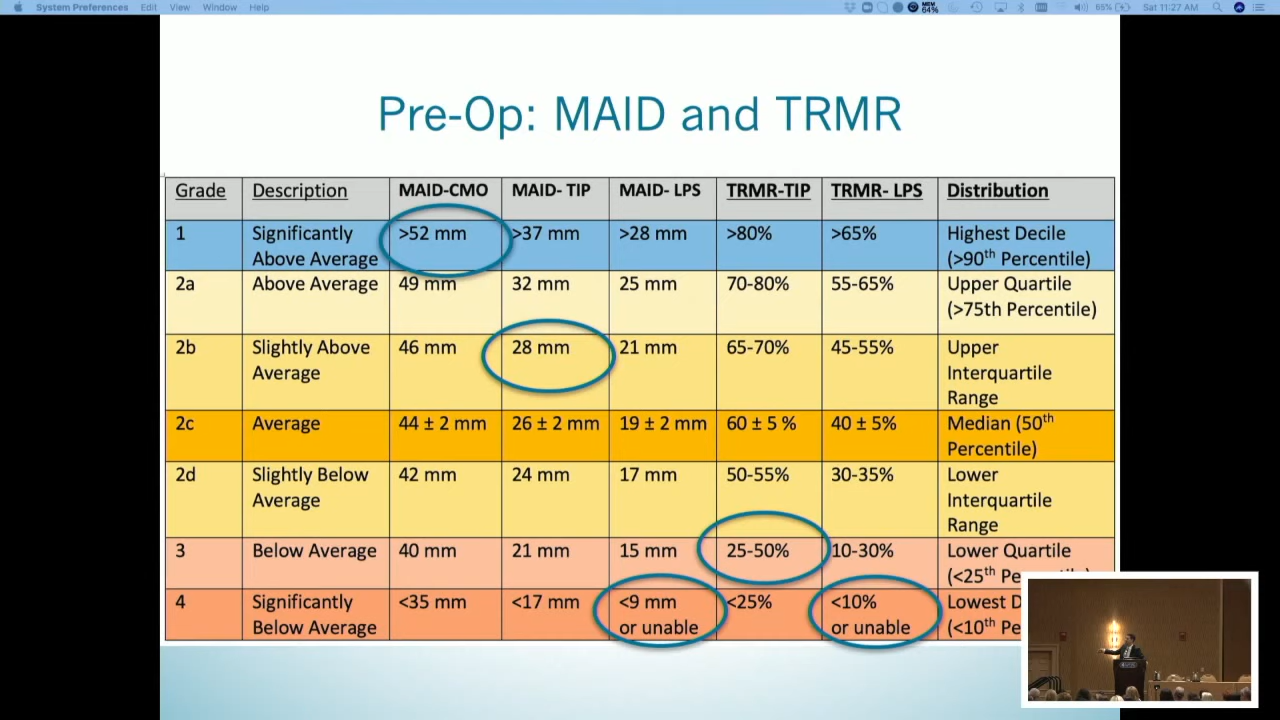 System Preferences Edit View Window Help
MEM
64%
65%
Sat 11:27 AM
Pre-Op: MAID and TRMR
Grade Description MAID-CMO MAID- TIP MAID- LPS TRMR-TIP TRMR- LPS Distribution
1 Significantly >52 mm >37 mm >28 mm >80% >65% Highest Decile
Above Average (>90th Percentile)
2a Above Average 49 mm 32 mm 25 mm 70-80% 55-65% Upper Quartile
(>75th Percentile)
2b Slightly Above 46 mm 28 mm 21 mm 65-70% 45-55% Upper
Average Interquartile
Range
2c Average 44 ± 2 mm 26 ± 2 mm 19 ± 2 mm 60 ± 5 % 40 ± 5% Median (50th
Percentile)
2d Slightly Below 42 mm 24 mm 17 mm 50-55% 30-35% Lower
Average Interquartile
Range
3 Below Average 40 mm 21 mm 15 mm 25-50% 10-30% Lower Quartile
(<25th Pe
4 Significantly <35 mm <17 mm <9 mm <25% <10% Lowest D
Below Average or unable or unable (<10th Pe